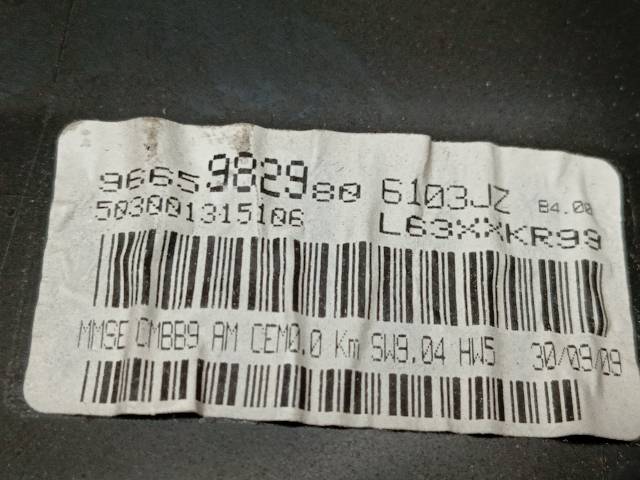 9665982980 6103JZ B4.00
503001315106 L63XXKR99
MMSE CMBB9 AM CEM0.0 Km SW9.04 HW5 30/09/09